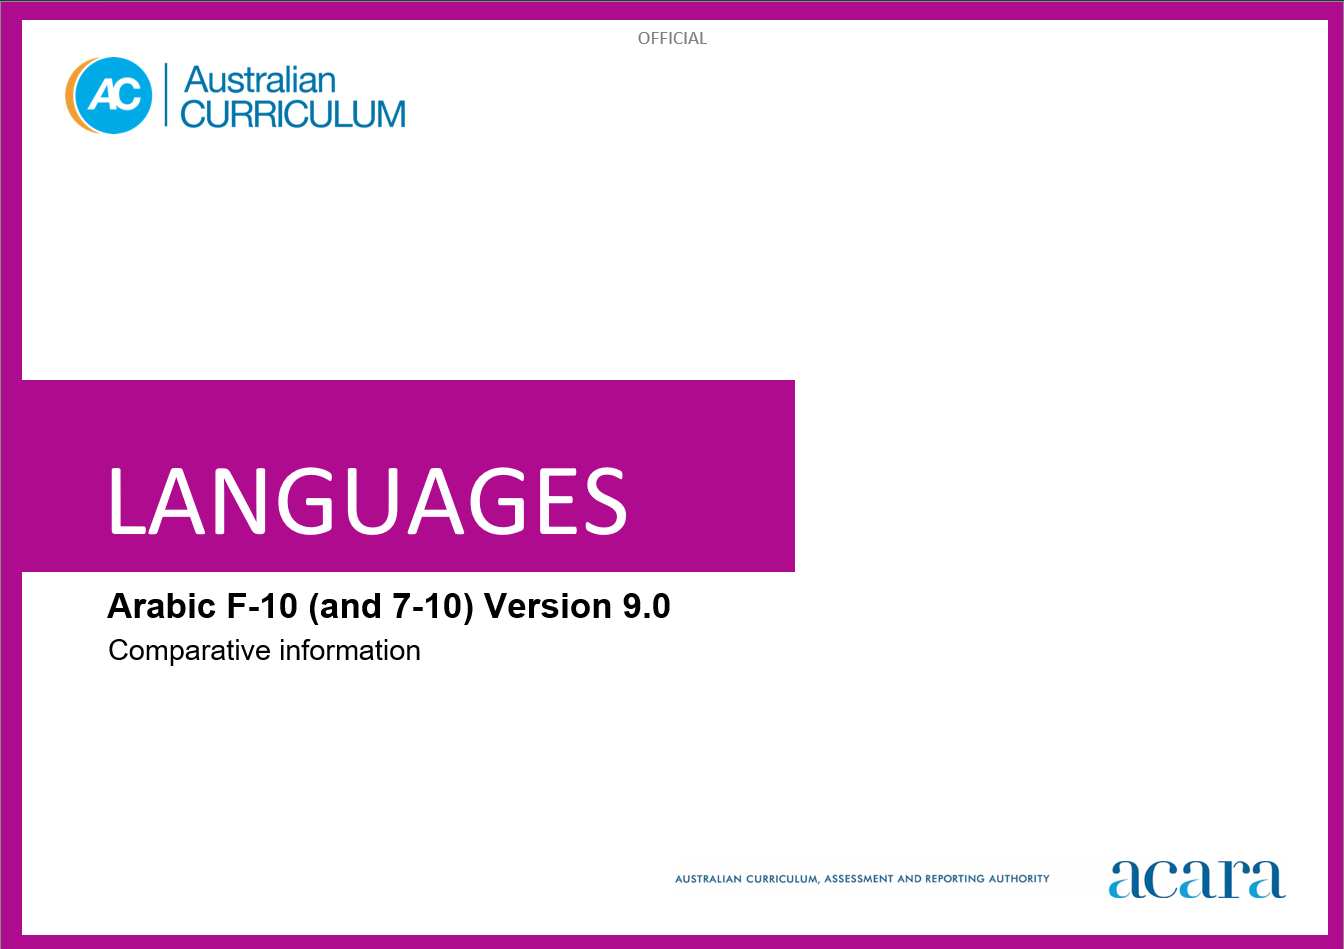 OFFICIAL
AC
Australian
CURRICULUM
LANGUAGES
Arabic F-10 (and 7-10) Version 9.0
Comparative information
AUSTRALIAN CURRICULUM, ASSESSMENT AND REPORTING AUTHORITY
acara